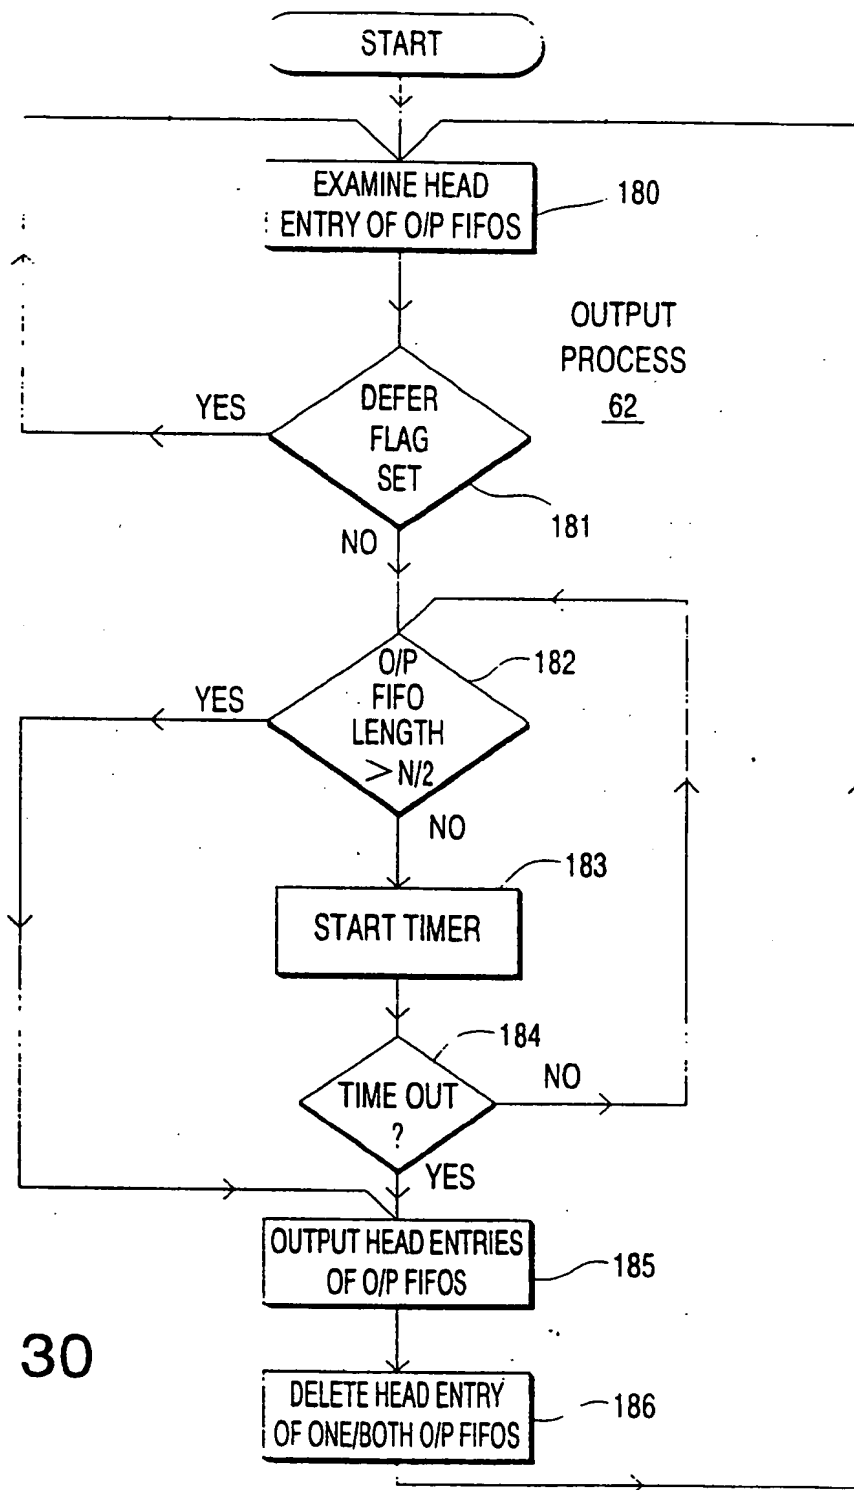 START
EXAMINE HEAD
ENTRY OF O/P FIFOS
180
OUTPUT
PROCESS
62
YES
DEFER
FLAG
SET
181
NO
O/P
FIFO
LENGTH
> N/2
182
YES
NO
183
START TIMER
184
TIME OUT
?
NO
YES
OUTPUT HEAD ENTRIES
OF O/P FIFOS
185
30
DELETE HEAD ENTRY
OF ONE/BOTH O/P FIFOS
186